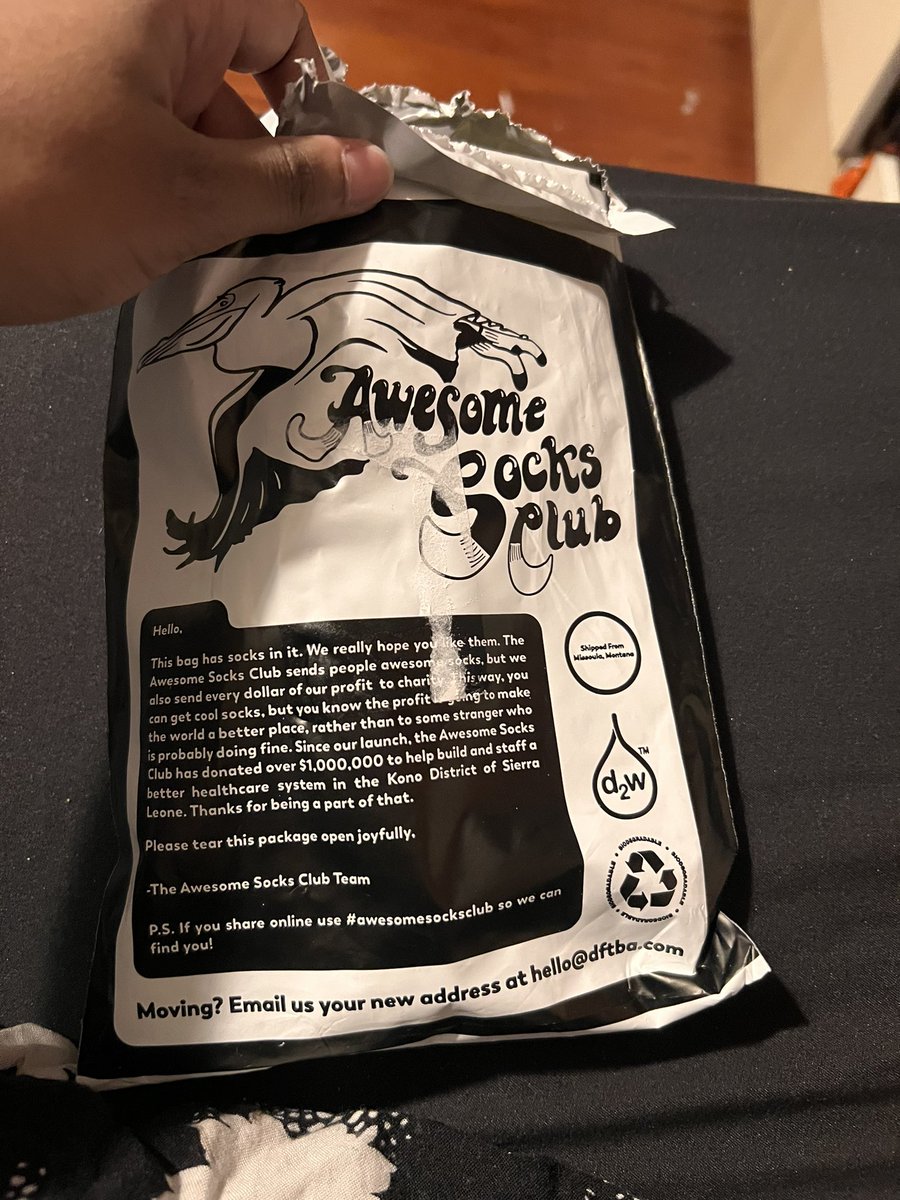 Awesome
Socks
Club
Hello,
This bag has socks in it. We really hope you like them. The
Awesome Socks Club sends people awesome socks, but we
also send every dollar of our profit to charity. This way, you
can get cool socks, but you know the profit is going to make
the world a better place, rather than to some stranger who
is probably doing fine. Since our launch, the Awesome Socks
Club has donated over $1,000,000 to help build and staff a
better healthcare system in the Kono District of Sierra
Leone. Thanks for being a part of that.
Please tear this package open joyfully,
-The Awesome Socks Club Team
P.S. If you share online use #awesomesocksclub so we can
find you!
Shipped From
Missoula, Montana
d2w™
BIODEGRADABLE • BIODEGRADABLE • BIODEGRADABLE • BIODEGRADABLE •
Moving? Email us your new address at hello@dftba.com